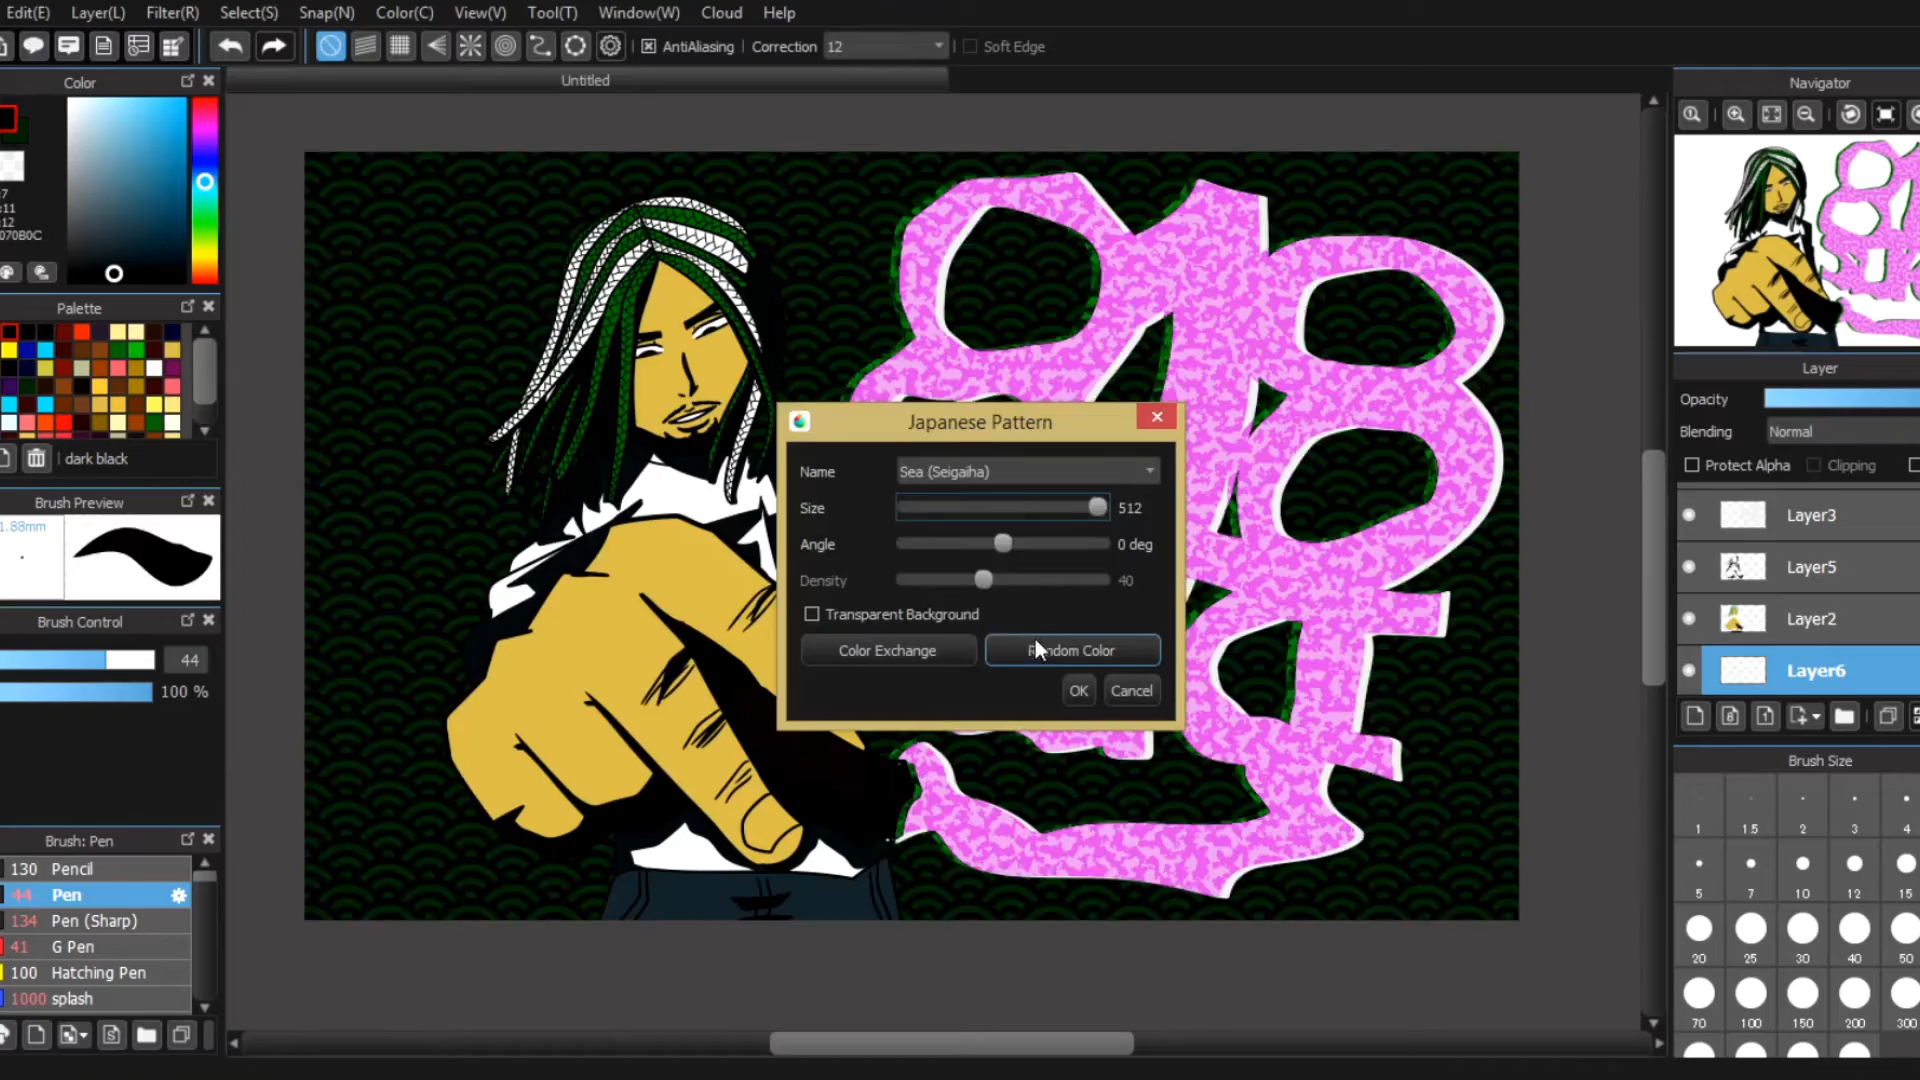 Edit(E) Layer(L) Filter(R) Select(S) Snap(N) Color(C) View(V) Tool(T) Window(W) Cloud Help
AntiAliasing Correction 12 Soft Edge
Color
Untitled
Navigator
:7
:11
:12
070B0C
Palette
dark black
Brush Preview
1.88mm
Brush Control
44
100 %
Brush: Pen
130 Pencil
44 Pen
134 Pen (Sharp)
41 G Pen
100 Hatching Pen
1000 splash
Japanese Pattern
Name Sea (Seigaiha)
Size 512
Angle 0 deg
Density 40
Transparent Background
Color Exchange Random Color
OK Cancel
Layer
Opacity
Blending Normal
Protect Alpha Clipping
Layer3
Layer5
Layer2
Layer6
8 1
Brush Size
1 1.5 2 3 4
5 7 10 12 15
20 25 30 40 50
70 100 150 200 300